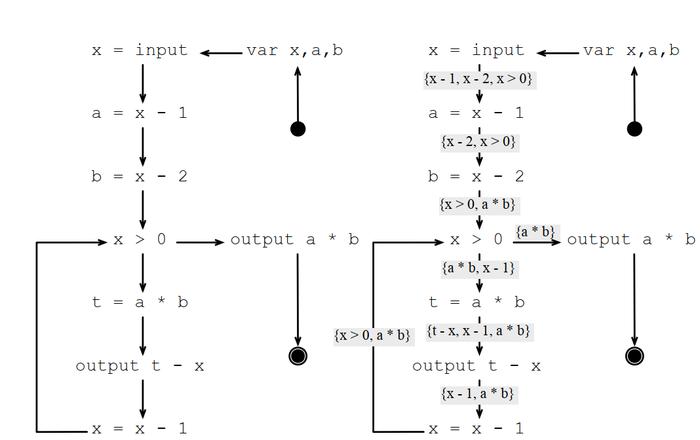 x = input
var x,a,b
a = x - 1
b = x - 2
x > 0
output a * b
t = a * b
output t - x
x = x - 1
x = input
var x,a,b
{x - 1, x - 2, x > 0}
a = x - 1
{x - 2, x > 0}
b = x - 2
{x > 0, a * b}
x > 0
{a * b}
output a * b
{a * b, x - 1}
t = a * b
{x > 0, a * b}
{t - x, x - 1, a * b}
output t - x
{x - 1, a * b}
x = x - 1